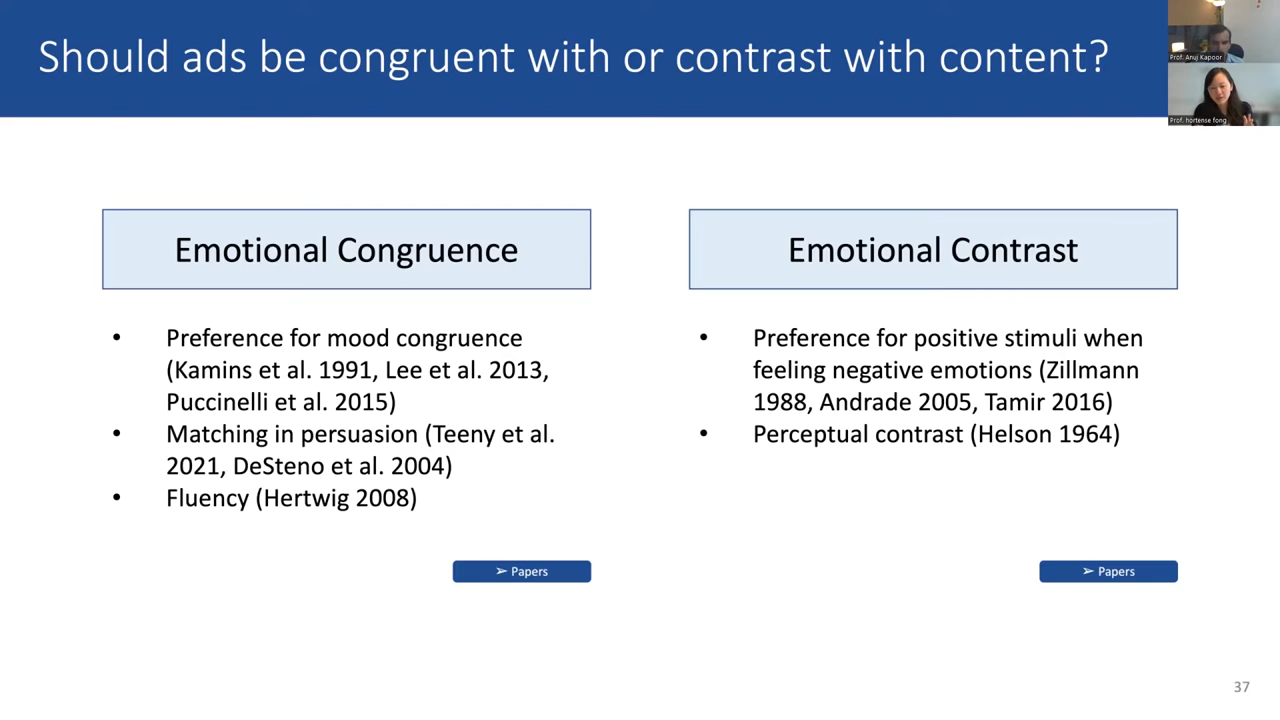 Should ads be congruent with or contrast with content?
Prof. Anuj Kapoor
Prof. hortense fong
Emotional Congruence
• Preference for mood congruence
(Kamins et al. 1991, Lee et al. 2013,
Puccinelli et al. 2015)
• Matching in persuasion (Teeny et al.
2021, DeSteno et al. 2004)
• Fluency (Hertwig 2008)
➢ Papers
Emotional Contrast
• Preference for positive stimuli when
feeling negative emotions (Zillmann
1988, Andrade 2005, Tamir 2016)
• Perceptual contrast (Helson 1964)
➢ Papers
37